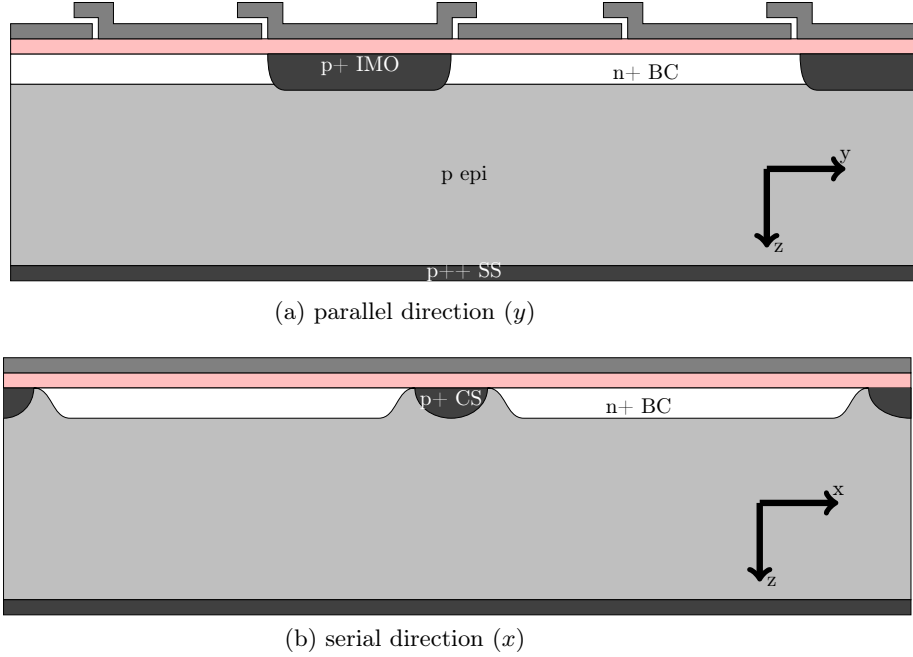 p+ IMO
n+ BC
p epi
y
z
p++ SS
(a) parallel direction (y)
p+ CS
n+ BC
x
z
(b) serial direction (x)